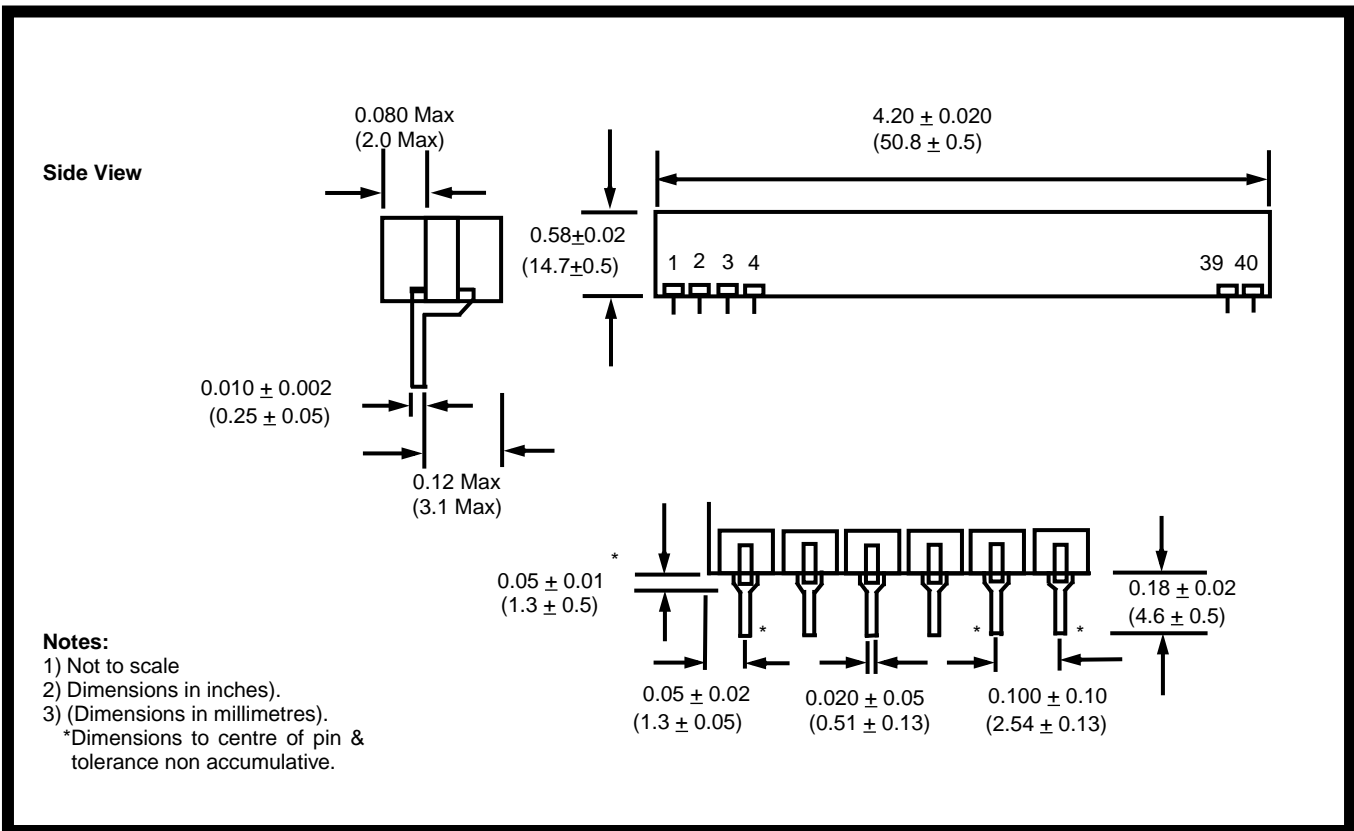 0.080 Max
(2.0 Max)
4.20 ± 0.020
(50.8 ± 0.5)
Side View
0.58±0.02
(14.7±0.5)
1 2 3 4
39 40
0.010 ± 0.002
(0.25 ± 0.05)
0.12 Max
(3.1 Max)
*
0.05 ± 0.01
(1.3 ± 0.5)
0.18 ± 0.02
(4.6 ± 0.5)
* * *
0.05 ± 0.02
(1.3 ± 0.05)
0.020 ± 0.05
(0.51 ± 0.13)
0.100 ± 0.10
(2.54 ± 0.13)
Notes:
1) Not to scale
2) Dimensions in inches).
3) (Dimensions in millimetres).
*Dimensions to centre of pin &
tolerance non accumulative.